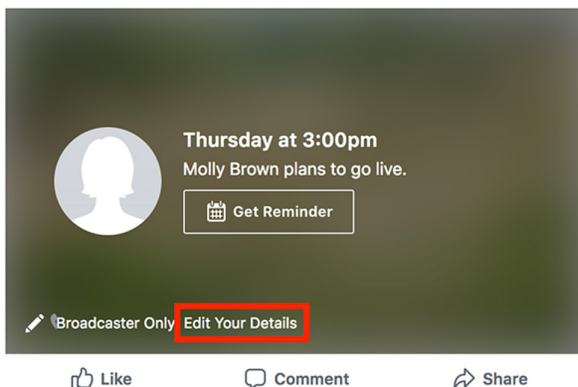 Thursday at 3:00pm
Molly Brown plans to go live.
Get Reminder
Broadcaster Only Edit Your Details
Like Comment Share